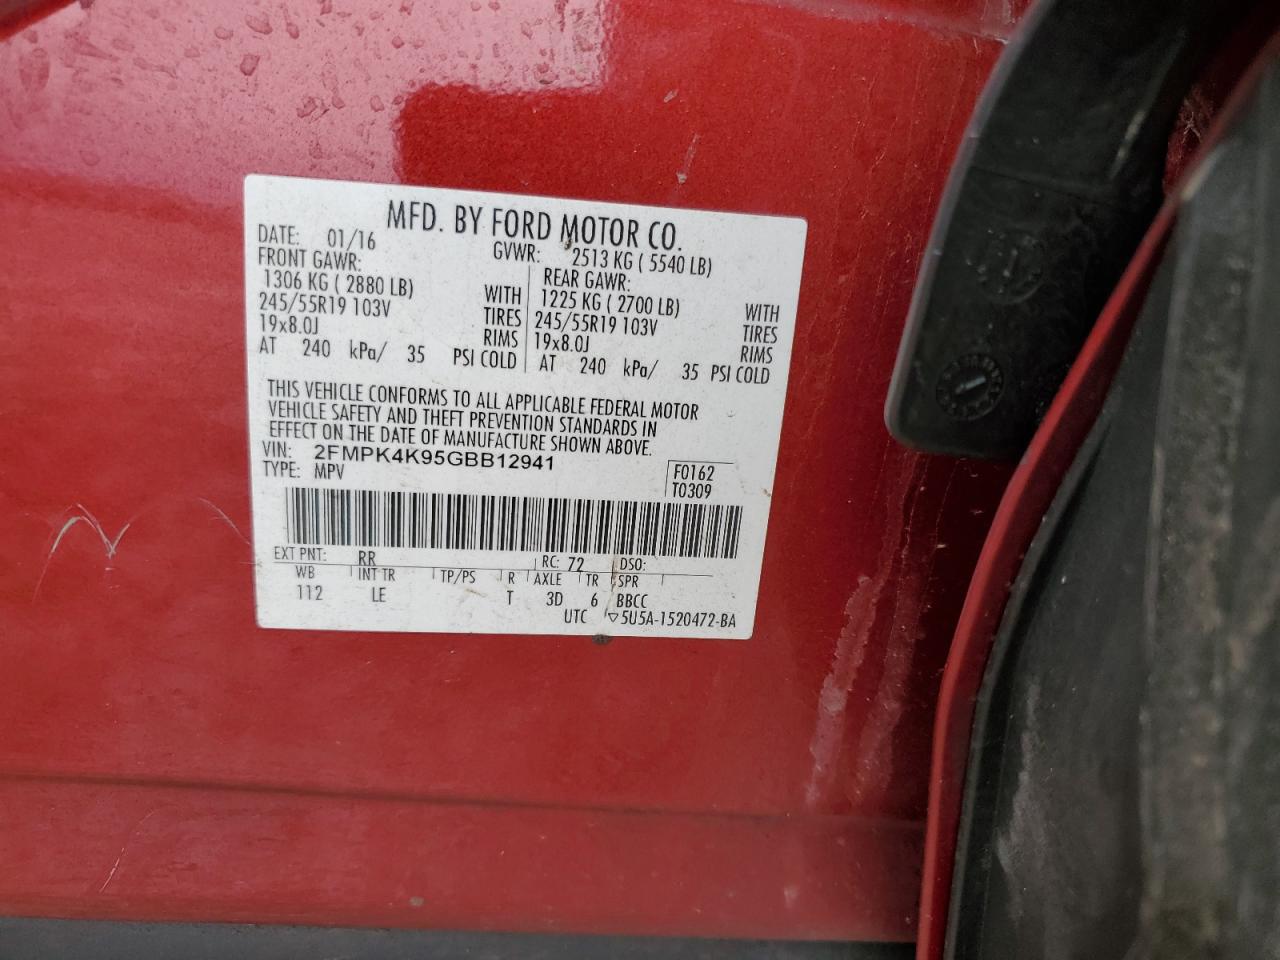 MFD. BY FORD MOTOR CO.
DATE: 01/16 GVWR: 2513 KG ( 5540 LB)
FRONT GAWR: REAR GAWR:
1306 KG ( 2880 LB) WITH 1225 KG ( 2700 LB) WITH
245/55R19 103V TIRES 245/55R19 103V TIRES
19x8.0J RIMS 19x8.0J RIMS
AT 240 kPa/ 35 PSI COLD AT 240 kPa/ 35 PSI COLD
THIS VEHICLE CONFORMS TO ALL APPLICABLE FEDERAL MOTOR
VEHICLE SAFETY AND THEFT PREVENTION STANDARDS IN
EFFECT ON THE DATE OF MANUFACTURE SHOWN ABOVE.
VIN: 2FMPK4K95GBB12941
TYPE: MPV
F0162
T0309
EXT PNT: RR RC: 72 DSO:
WB INT TR TP/PS R AXLE TR SPR
112 LE T 3D 6 BBCC
UTC ▽5U5A-1520472-BA